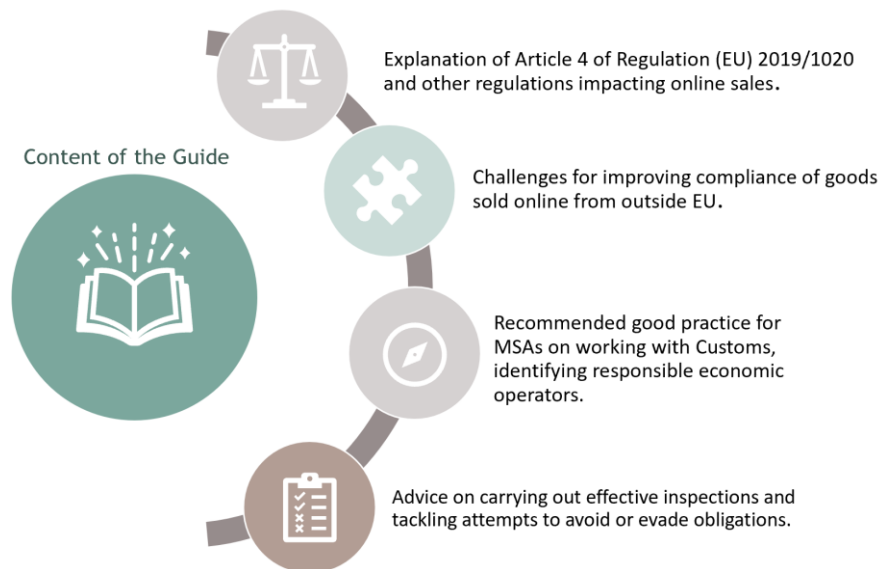 Explanation of Article 4 of Regulation (EU) 2019/1020
and other regulations impacting online sales.
Content of the Guide
Challenges for improving compliance of goods
sold online from outside EU.
Recommended good practice for
MSAs on working with Customs,
identifying responsible economic
operators.
Advice on carrying out effective inspections and
tackling attempts to avoid or evade obligations.